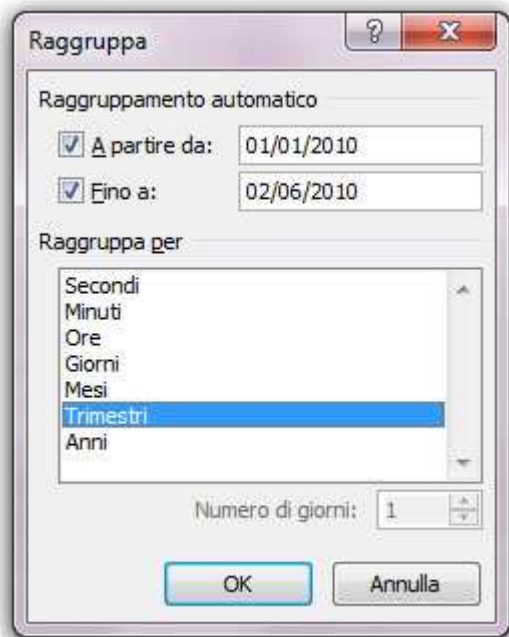 Raggruppa
Raggruppamento automatico
A partire da: 01/01/2010
Fino a: 02/06/2010
Raggruppa per
Secondi
Minuti
Ore
Giorni
Mesi
Trimestri
Anni
Numero di giorni: 1
OK Annulla